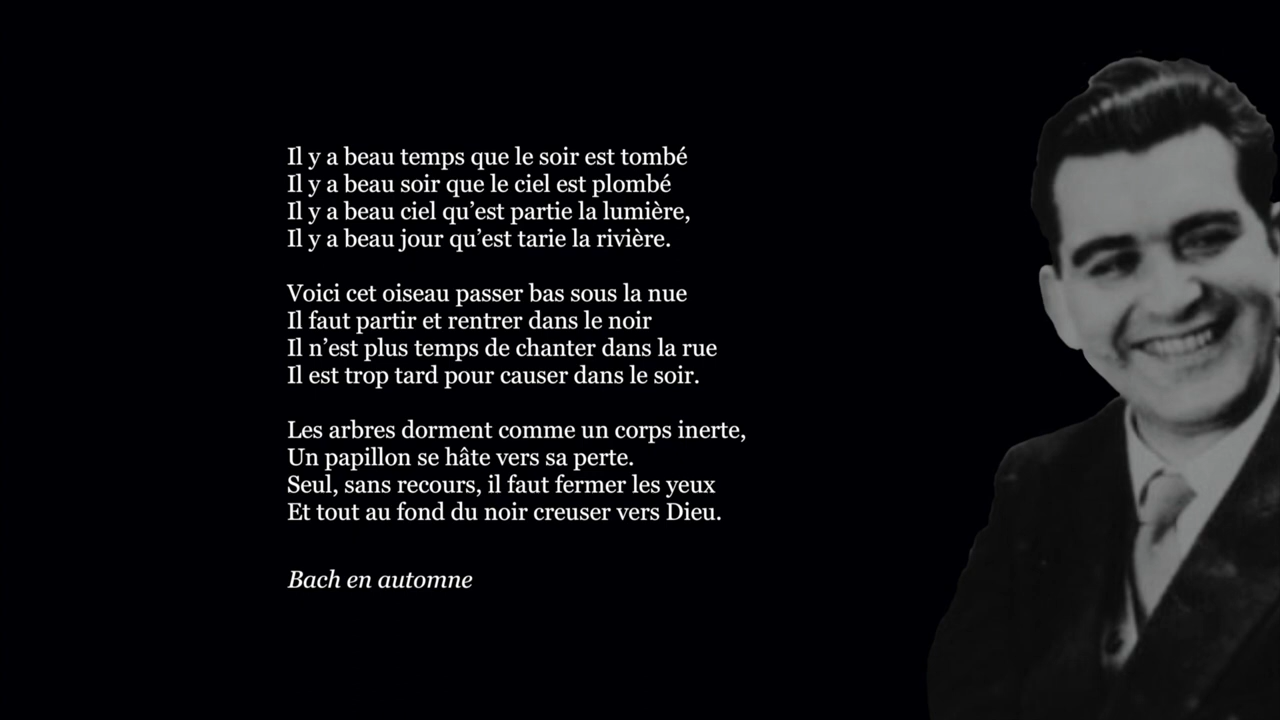 Il y a beau temps que le soir est tombé
Il y a beau soir que le ciel est plombé
Il y a beau ciel qu’est partie la lumière,
Il y a beau jour qu’est tarie la rivière.
Voici cet oiseau passer bas sous la nue
Il faut partir et rentrer dans le noir
Il n’est plus temps de chanter dans la rue
Il est trop tard pour causer dans le soir.
Les arbres dorment comme un corps inerte,
Un papillon se hâte vers sa perte.
Seul, sans recours, il faut fermer les yeux
Et tout au fond du noir creuser vers Dieu.
Bach en automne